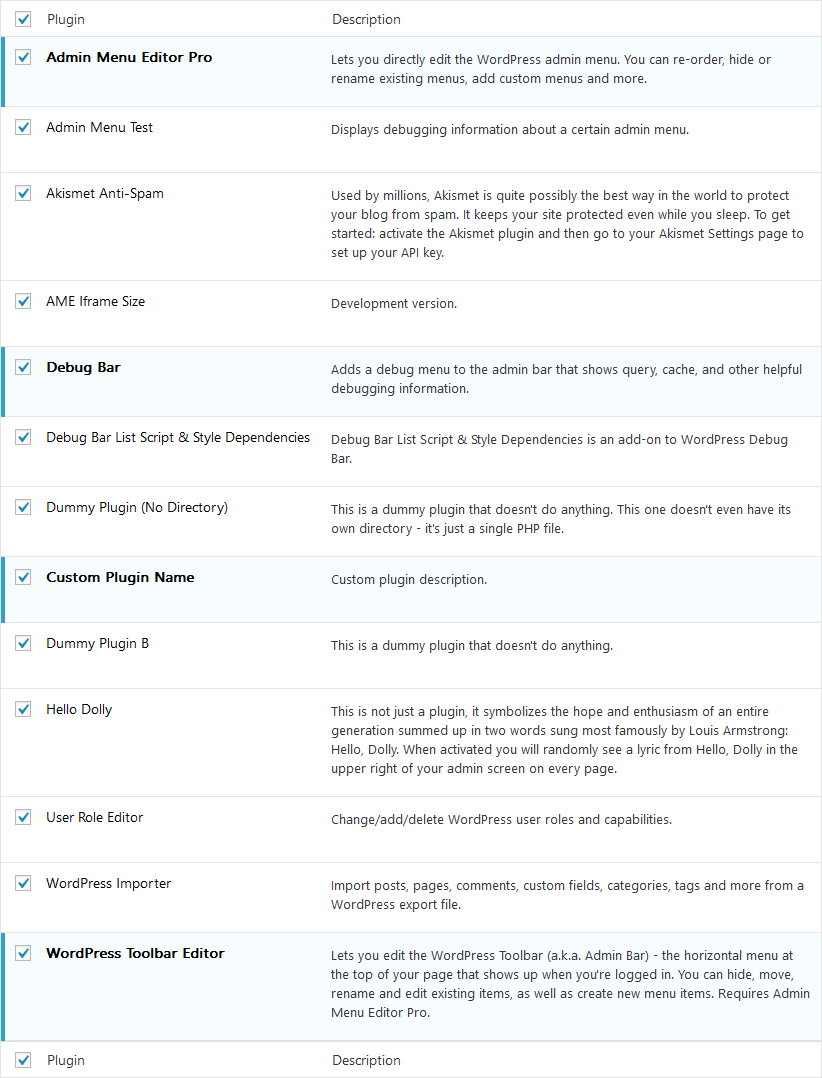 Plugin Description
Admin Menu Editor Pro
Lets you directly edit the WordPress admin menu. You can re-order, hide or
rename existing menus, add custom menus and more.
Admin Menu Test
Displays debugging information about a certain admin menu.
Akismet Anti-Spam
Used by millions, Akismet is quite possibly the best way in the world to protect
your blog from spam. It keeps your site protected even while you sleep. To get
started: activate the Akismet plugin and then go to your Akismet Settings page to
set up your API key.
AME Iframe Size
Development version.
Debug Bar
Adds a debug menu to the admin bar that shows query, cache, and other helpful
debugging information.
Debug Bar List Script & Style Dependencies
Debug Bar List Script & Style Dependencies is an add-on to WordPress Debug
Bar.
Dummy Plugin (No Directory)
This is a dummy plugin that doesn't do anything. This one doesn't even have its
own directory - it's just a single PHP file.
Custom Plugin Name
Custom plugin description.
Dummy Plugin B
This is a dummy plugin that doesn't do anything.
Hello Dolly
This is not just a plugin, it symbolizes the hope and enthusiasm of an entire
generation summed up in two words sung most famously by Louis Armstrong:
Hello, Dolly. When activated you will randomly see a lyric from Hello, Dolly in the
upper right of your admin screen on every page.
User Role Editor
Change/add/delete WordPress user roles and capabilities.
WordPress Importer
Import posts, pages, comments, custom fields, categories, tags and more from a
WordPress export file.
WordPress Toolbar Editor
Lets you edit the WordPress Toolbar (a.k.a. Admin Bar) - the horizontal menu at
the top of your page that shows up when you're logged in. You can hide, move,
rename and edit existing items, as well as create new menu items. Requires Admin
Menu Editor Pro.
Plugin Description